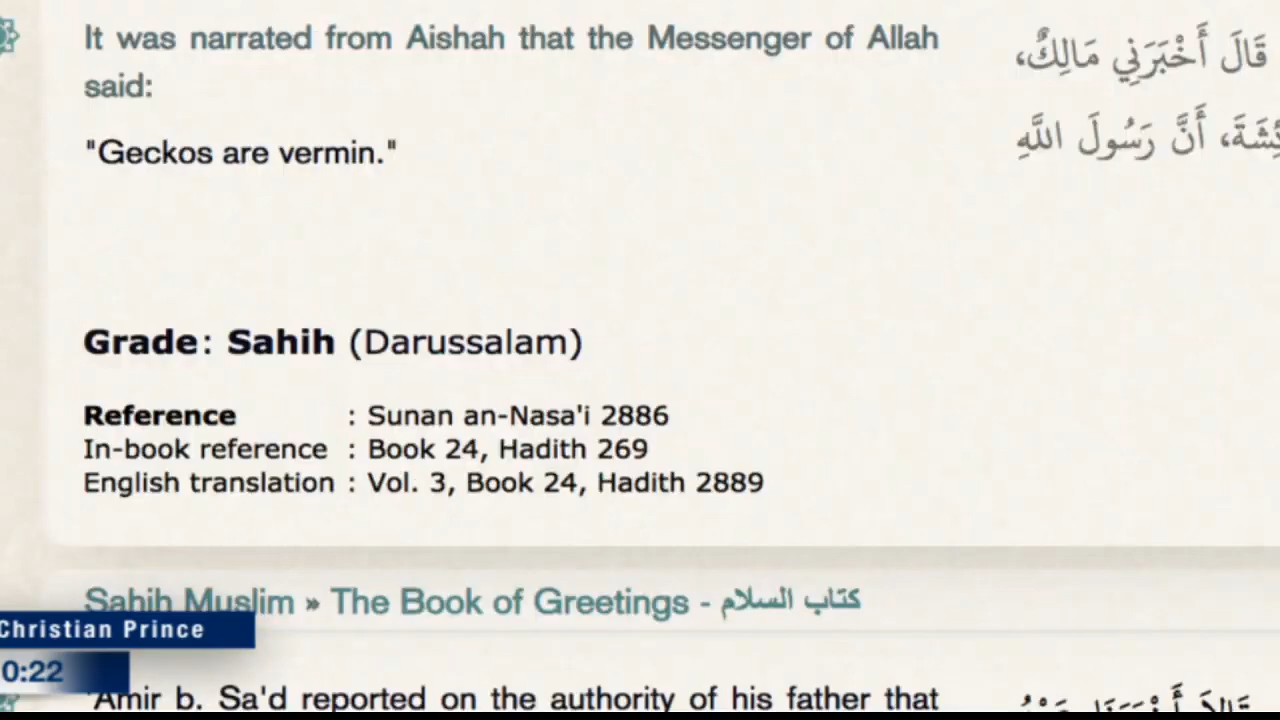 It was narrated from Aishah that the Messenger of Allah
said:
"Geckos are vermin."
قَالَ أَخْبَرَنِي مَالِكٌ،
أَنَّ رَسُولَ اللَّهِ
Grade: Sahih (Darussalam)
Reference : Sunan an-Nasa'i 2886
In-book reference : Book 24, Hadith 269
English translation : Vol. 3, Book 24, Hadith 2889
Sahih Muslim » The Book of Greetings - كتاب السلام
Christian Prince
0:22
'Amir b. Sa'd reported on the authority of his father that